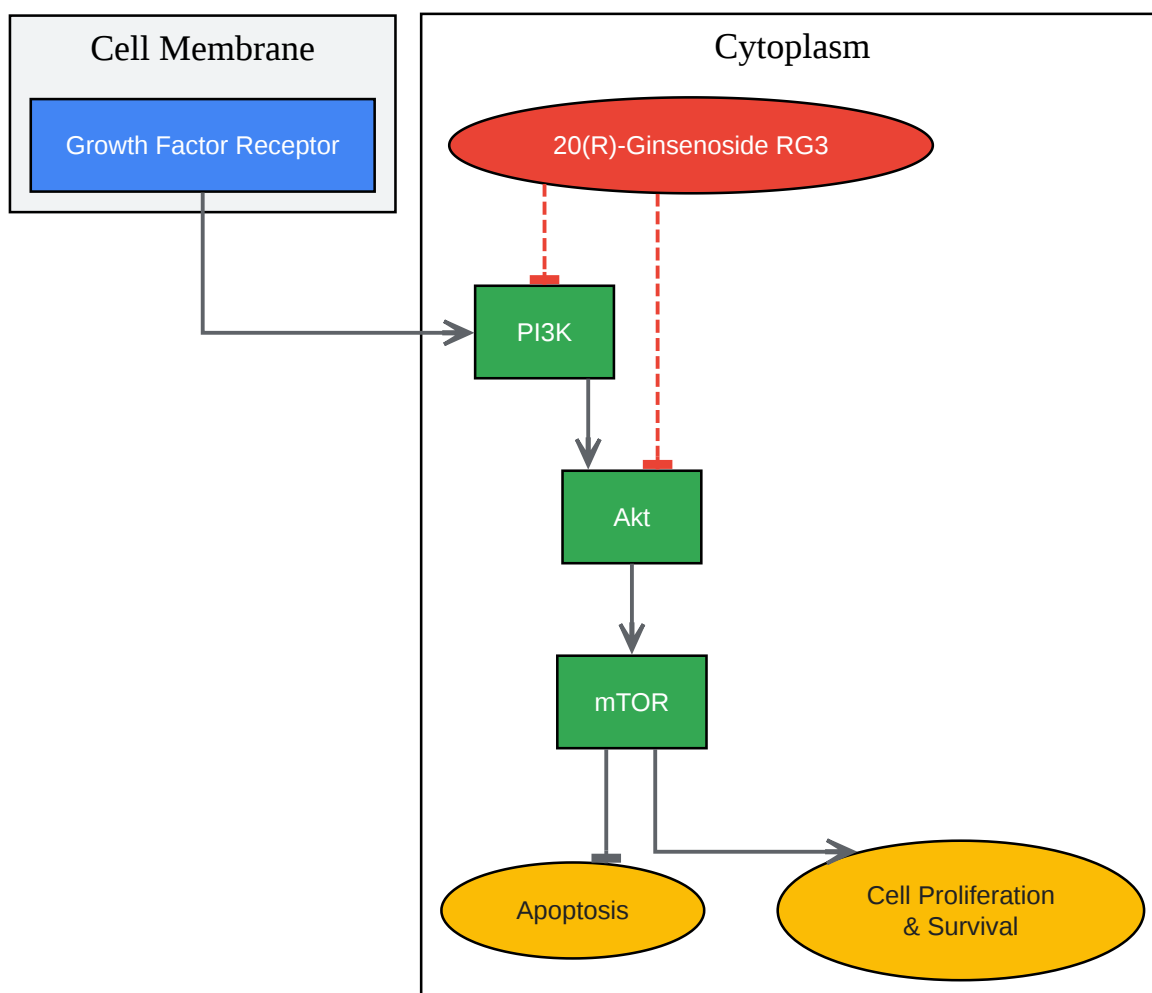 Cell Membrane
Cytoplasm
Growth Factor Receptor
20(R)-Ginsenoside RG3
PI3K
Akt
mTOR
Apoptosis
Cell Proliferation
& Survival